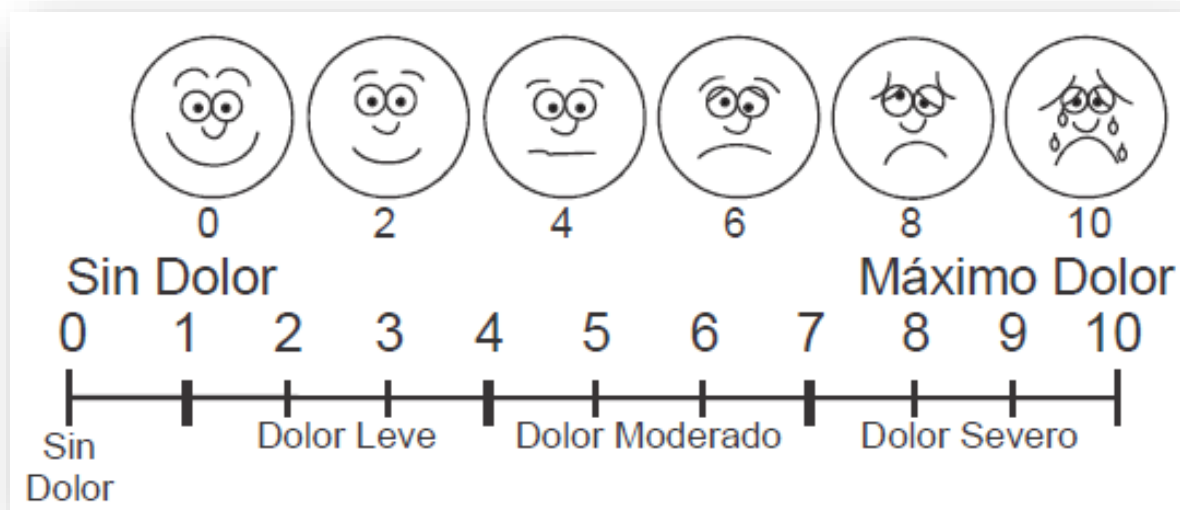 0 2 4 6 8 10
Sin Dolor Máximo Dolor
0 1 2 3 4 5 6 7 8 9 10
Sin Dolor Leve Dolor Moderado Dolor Severo
Dolor